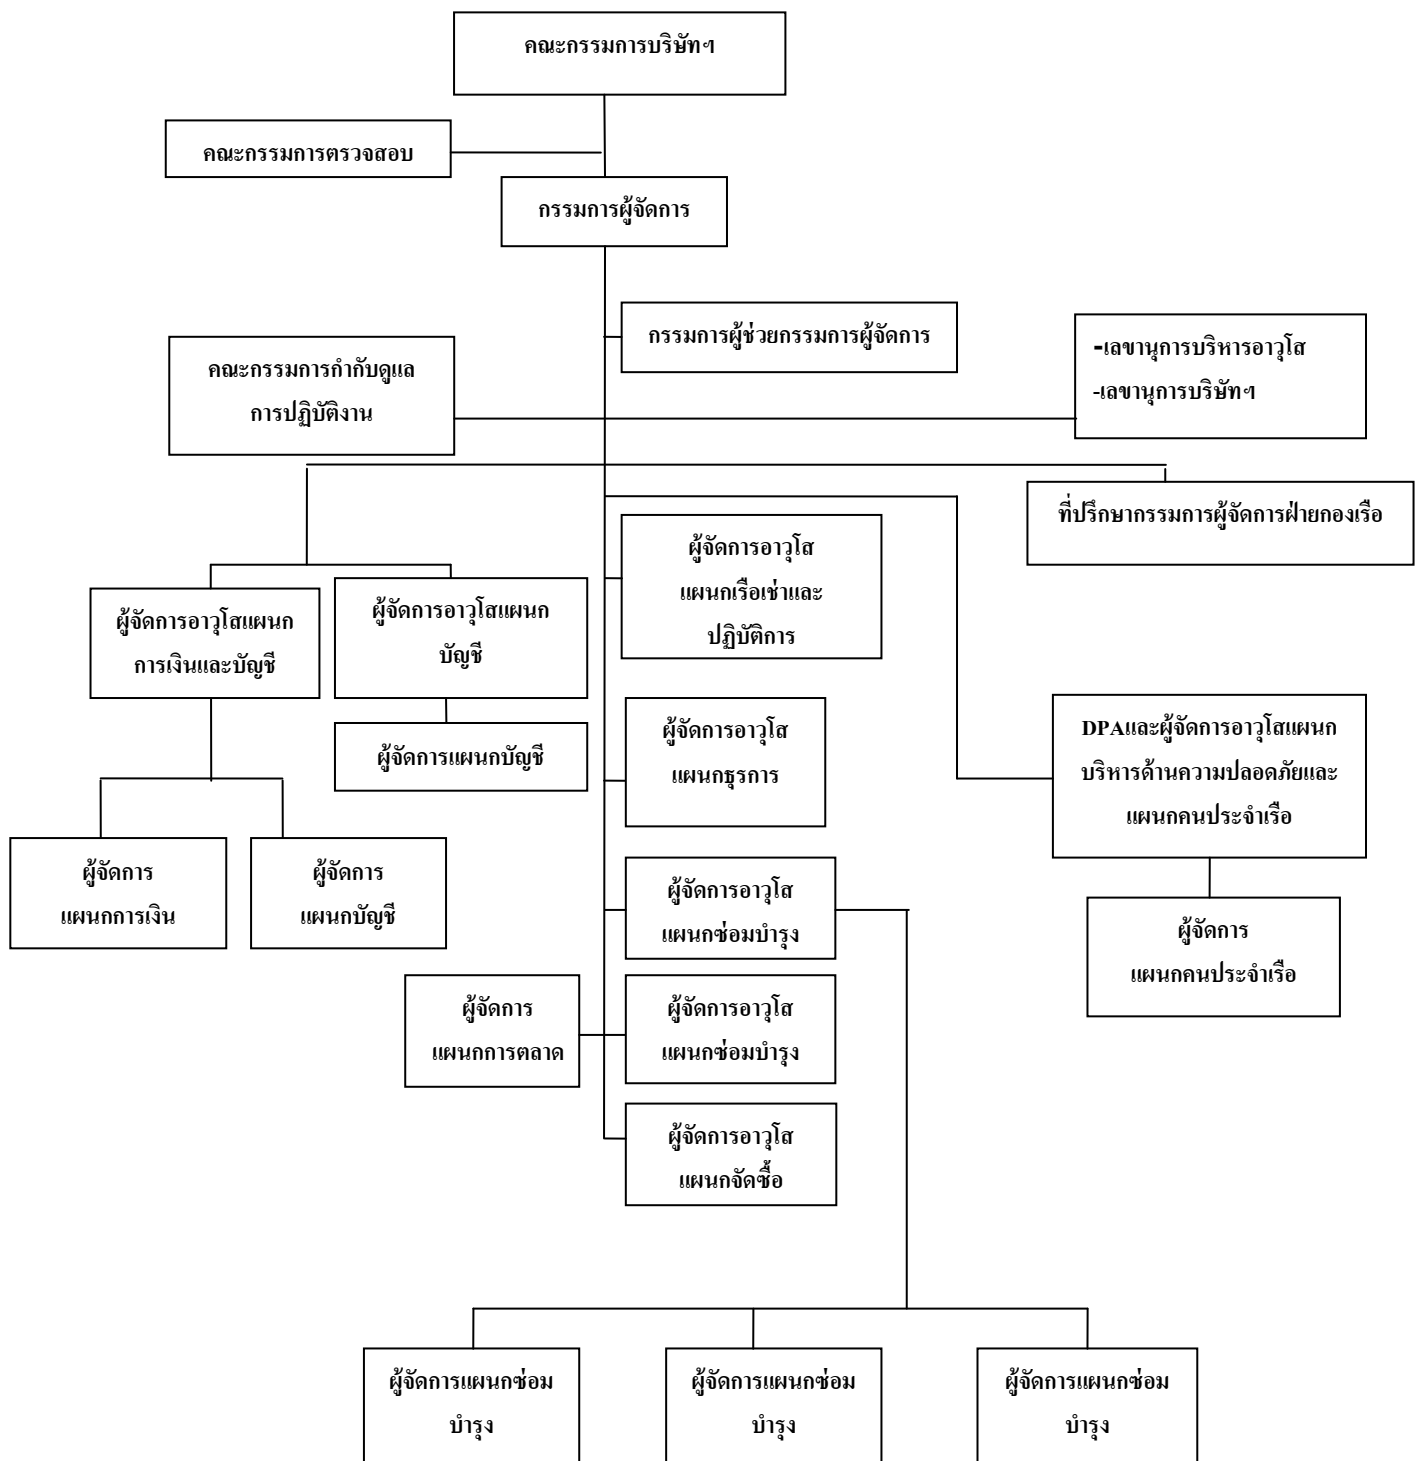 คณะกรรมการบริษัทฯ
คณะกรรมการตรวจสอบ
กรรมการผู้จัดการ
กรรมการผู้ช่วยกรรมการผู้จัดการ
-เลขานุการบริหารอาวุโส
-เลขานุการบริษัทฯ
คณะกรรมการกำกับดูแล
การปฏิบัติงาน
ที่ปรึกษากรรมการผู้จัดการฝ่ายกองเรือ
ผู้จัดการอาวุโส
แผนกเรือเช่าและ
ปฏิบัติการ
ผู้จัดการอาวุโสแผนก
การเงินและบัญชี
ผู้จัดการอาวุโสแผนก
บัญชี
ผู้จัดการแผนกบัญชี
ผู้จัดการอาวุโส
แผนกธุรการ
DPAและผู้จัดการอาวุโสแผนก
บริหารด้านความปลอดภัยและ
แผนกคนประจำเรือ
ผู้จัดการ
แผนกการเงิน
ผู้จัดการ
แผนกบัญชี
ผู้จัดการอาวุโส
แผนกซ่อมบำรุง
ผู้จัดการ
แผนกคนประจำเรือ
ผู้จัดการ
แผนกการตลาด
ผู้จัดการอาวุโส
แผนกซ่อมบำรุง
ผู้จัดการอาวุโส
แผนกจัดซื้อ
ผู้จัดการแผนกซ่อม
บำรุง
ผู้จัดการแผนกซ่อม
บำรุง
ผู้จัดการแผนกซ่อม
บำรุง